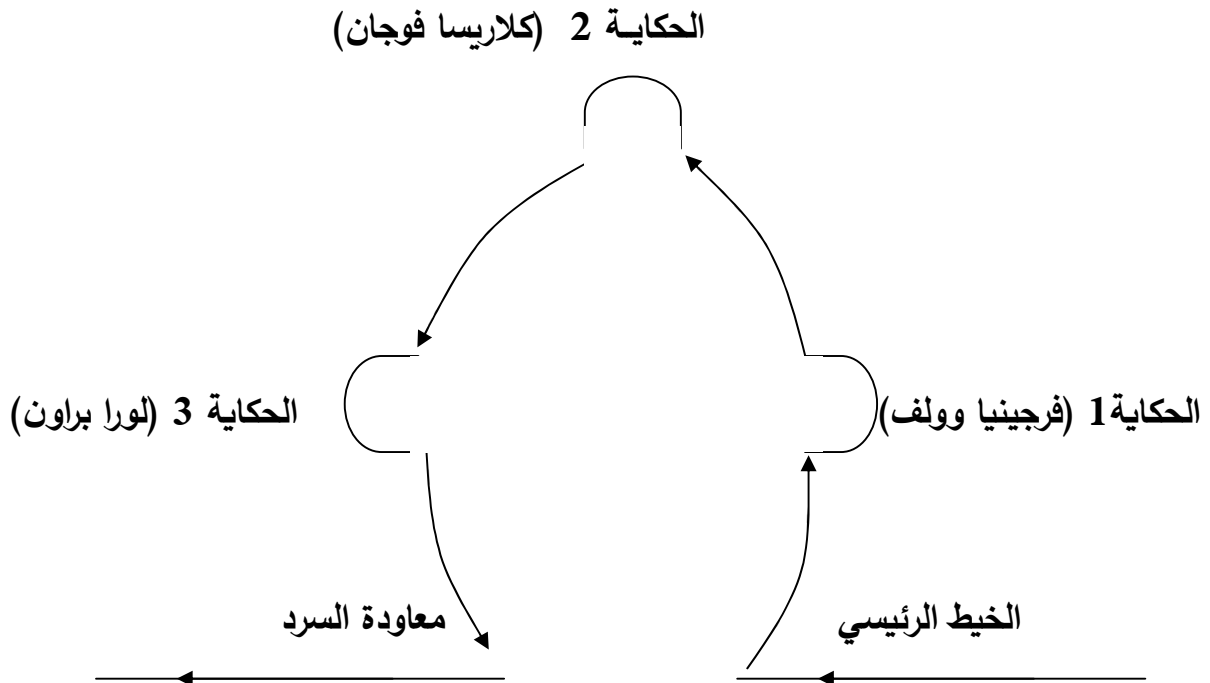 الحكايـة 2 (كلاريسا فوجان)
الحكاية1 (فرجينيا وولف)
الحكاية 3 (لورا براون)
الخيط الرئيسي
معاودة السرد